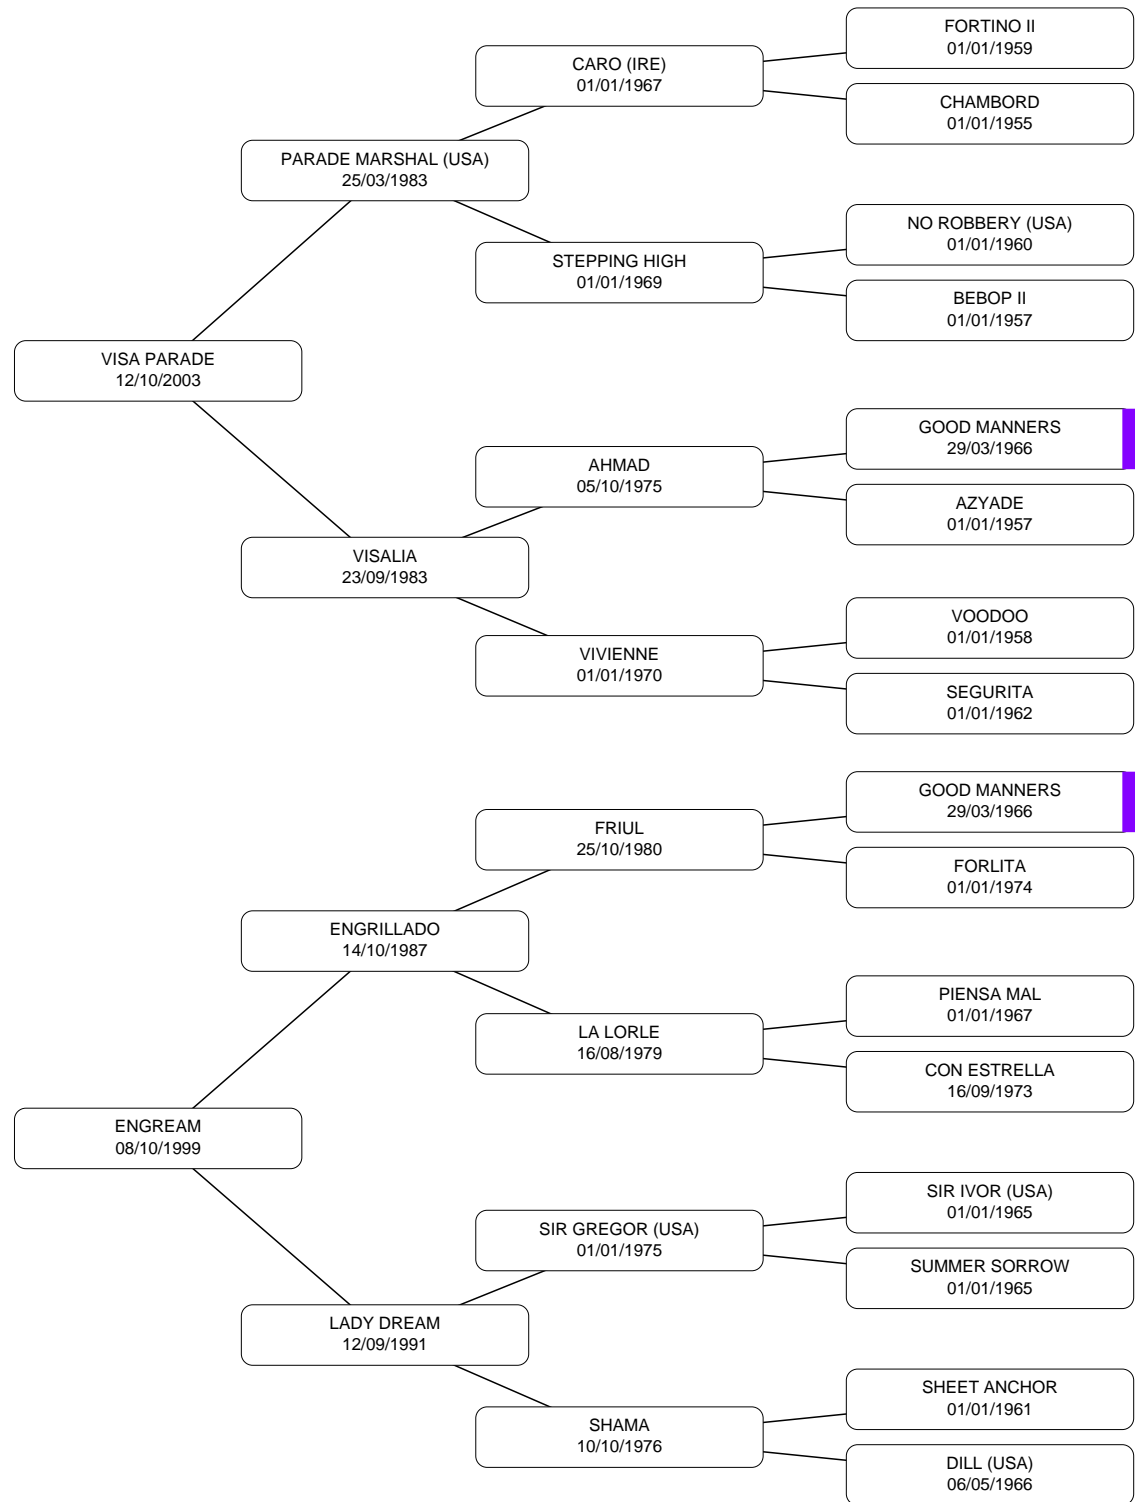 FORTINO II
01/01/1959
CARO (IRE)
01/01/1967
CHAMBORD
01/01/1955
PARADE MARSHAL (USA)
25/03/1983
NO ROBBERY (USA)
01/01/1960
STEPPING HIGH
01/01/1969
BEBOP II
01/01/1957
VISA PARADE
12/10/2003
GOOD MANNERS
29/03/1966
AHMAD
05/10/1975
AZYADE
01/01/1957
VISALIA
23/09/1983
VOODOO
01/01/1958
VIVIENNE
01/01/1970
SEGURITA
01/01/1962
GOOD MANNERS
29/03/1966
FRIUL
25/10/1980
FORLITA
01/01/1974
ENGRILLADO
14/10/1987
PIENSA MAL
01/01/1967
LA LORLE
16/08/1979
CON ESTRELLA
16/09/1973
ENGREAM
08/10/1999
SIR IVOR (USA)
01/01/1965
SIR GREGOR (USA)
01/01/1975
SUMMER SORROW
01/01/1965
LADY DREAM
12/09/1991
SHEET ANCHOR
01/01/1961
SHAMA
10/10/1976
DILL (USA)
06/05/1966